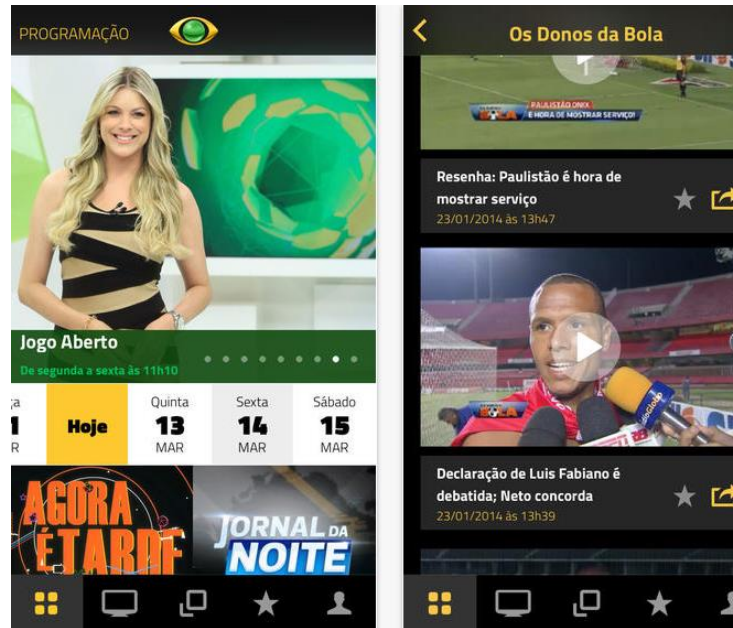 PROGRAMAÇÃO
Jogo Aberto
De segunda a sexta às 11h10
Hoje
Quinta
13
MAR
Sexta
14
MAR
Sábado
15
MAR
AGORA
É TARDE
JORNAL DA
NOITE
Os Donos da Bola
PAULISTÃO ONIX
É HORA DE MOSTRAR SERVIÇO!
Resenha: Paulistão é hora de
mostrar serviço
23/01/2014 às 13h47
BOLA
Declaração de Luis Fabiano é
debatida; Neto concorda
23/01/2014 às 13h39